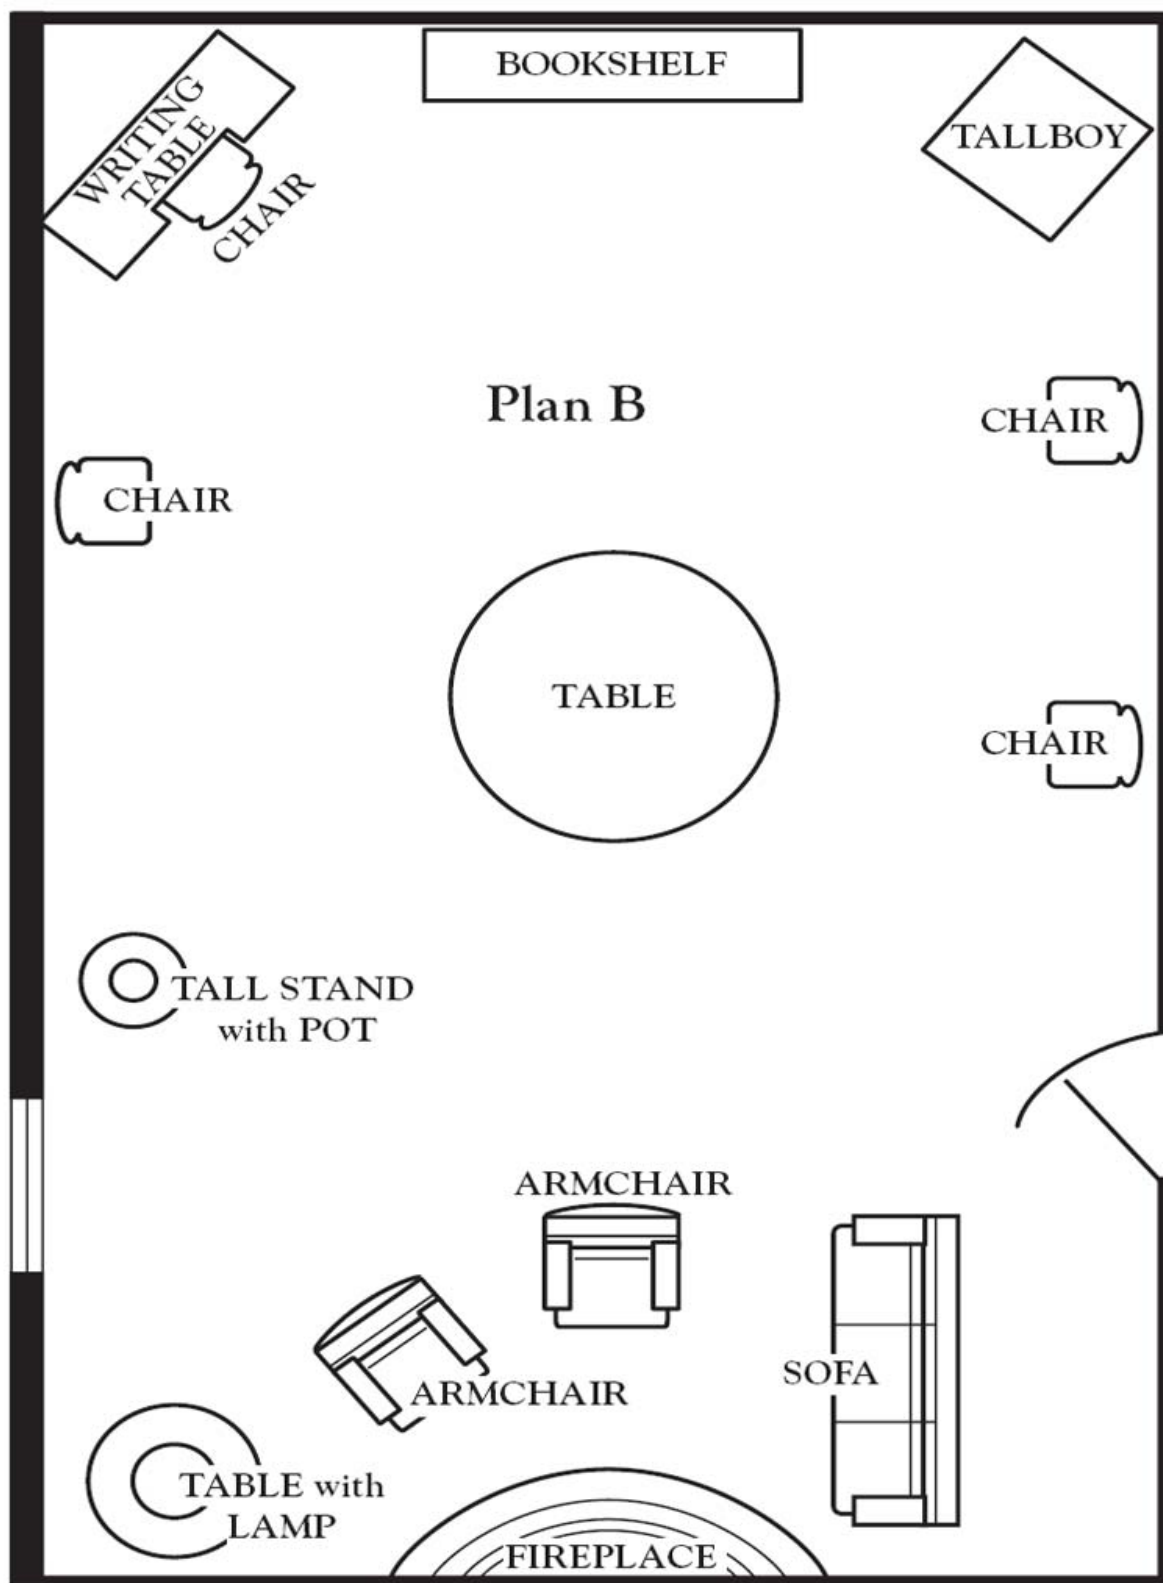 BOOKSHELF
WRITING
TABLE
CHAIR
TALLBOY
Plan B
CHAIR
CHAIR
TABLE
CHAIR
TALL STAND
with POT
ARMCHAIR
SOFA
ARMCHAIR
TABLE with
LAMP
FIREPLACE